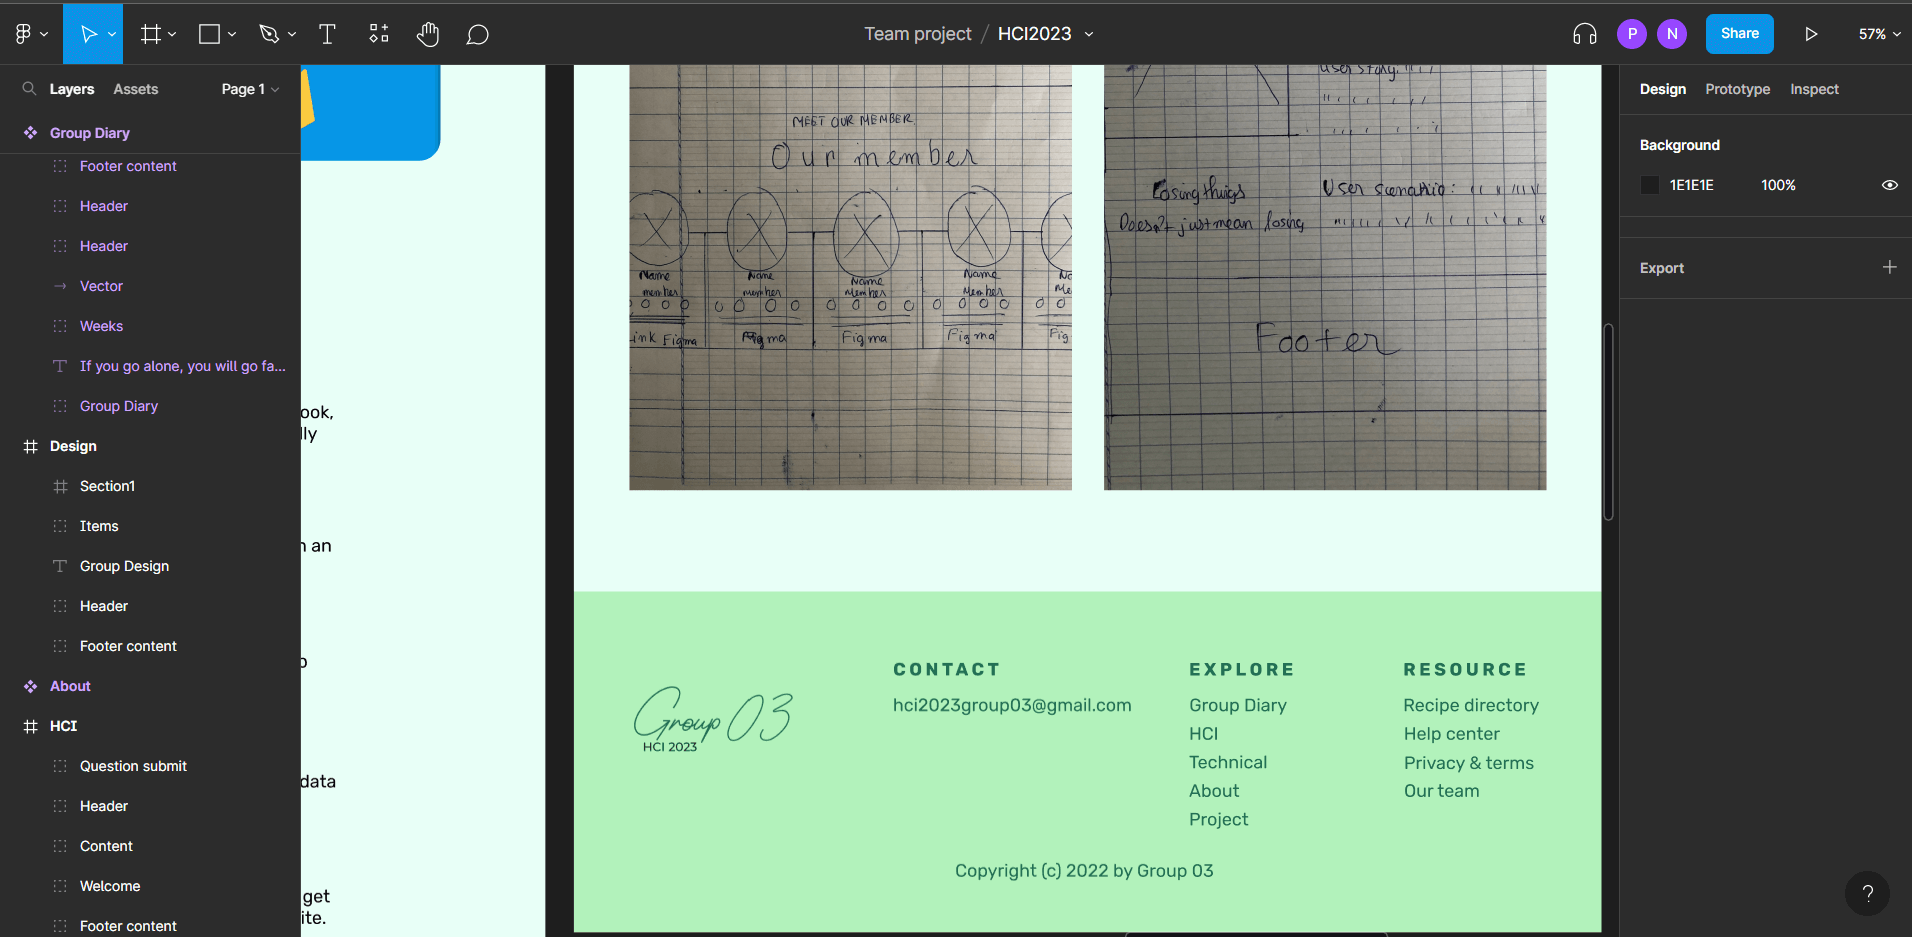 Team project / HCI2023
P
N
Share
57%
Layers
Assets
Page 1
Group Diary
Footer content
Header
Header
Vector
Weeks
If you go alone, you will go fa...
Group Diary
Design
Section1
Items
Group Design
Header
Footer content
About
HCI
Question submit
Header
Content
Welcome
Footer content
ook,
lly
n an
data
get
ite.
MEET OUR MEMBER
Our member
Name Name Name Name
member member Member Member
Link Figma Figma Figma Figma Fig
User story:
Losing things
Doesn't just mean losing
User scenario:
Footer
Group 03
HCI 2023
CONTACT
hci2023group03@gmail.com
EXPLORE
Group Diary
HCI
Technical
About
Project
RESOURCE
Recipe directory
Help center
Privacy & terms
Our team
Copyright (c) 2022 by Group 03
Design
Prototype
Inspect
Background
1E1E1E
100%
Export
?